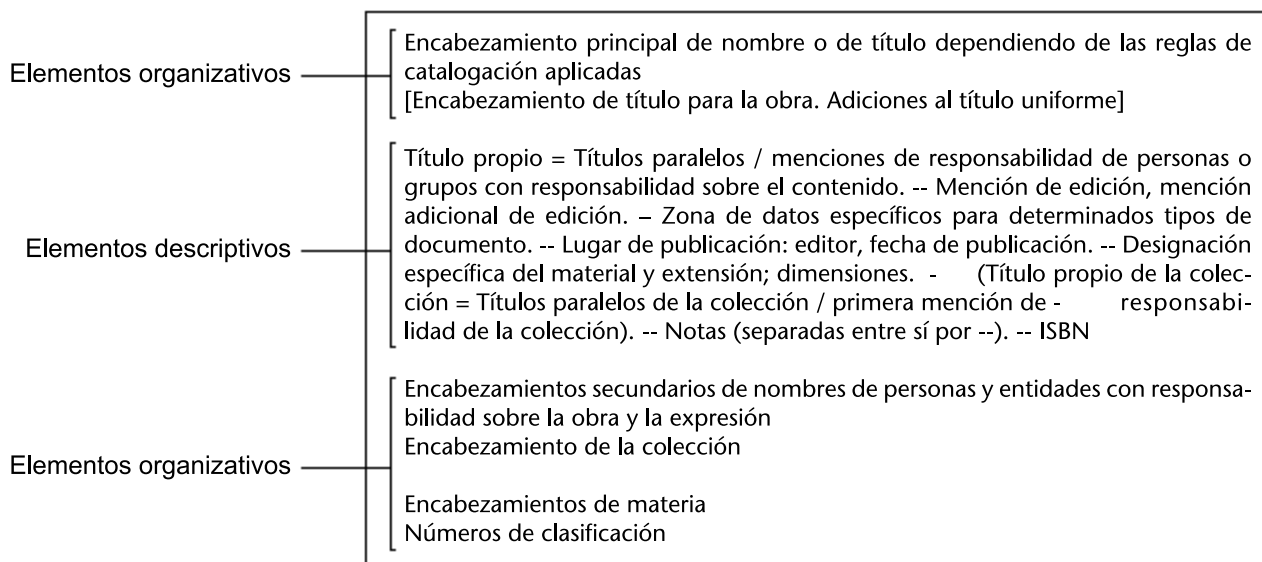 Elementos organizativos
Encabezamiento principal de nombre o de título dependiendo de las reglas de
catalogación aplicadas
[Encabezamiento de título para la obra. Adiciones al título uniforme]
Elementos descriptivos
Título propio = Títulos paralelos / menciones de responsabilidad de personas o
grupos con responsabilidad sobre el contenido. -- Mención de edición, mención
adicional de edición. – Zona de datos específicos para determinados tipos de
documento. -- Lugar de publicación: editor, fecha de publicación. -- Designación
específica del material y extensión; dimensiones. - (Título propio de la colec-
ción = Títulos paralelos de la colección / primera mención de - responsabi-
lidad de la colección). -- Notas (separadas entre sí por --). -- ISBN
Elementos organizativos
Encabezamientos secundarios de nombres de personas y entidades con responsa-
bilidad sobre la obra y la expresión
Encabezamiento de la colección
Encabezamientos de materia
Números de clasificación